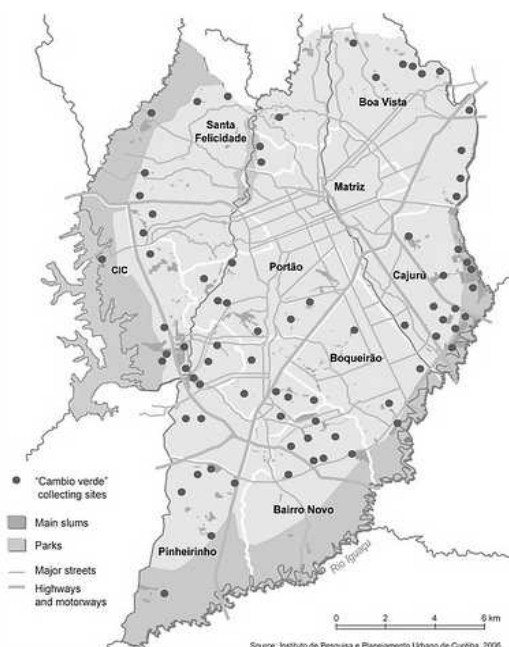 Boa Vista
Santa
Felicidade
Matriz
CIC
Portão
Cajurú
Boqueirão
Bairro Novo
Pinheirinho
Rio Iguaçu
"Cambio verde"
collecting sites
Main slums
Parks
Major streets
Highways
and motorways
0 2 4 6 km
Source: Instituto de Pesquisa e Planejamento Urbano de Curitiba, 2006